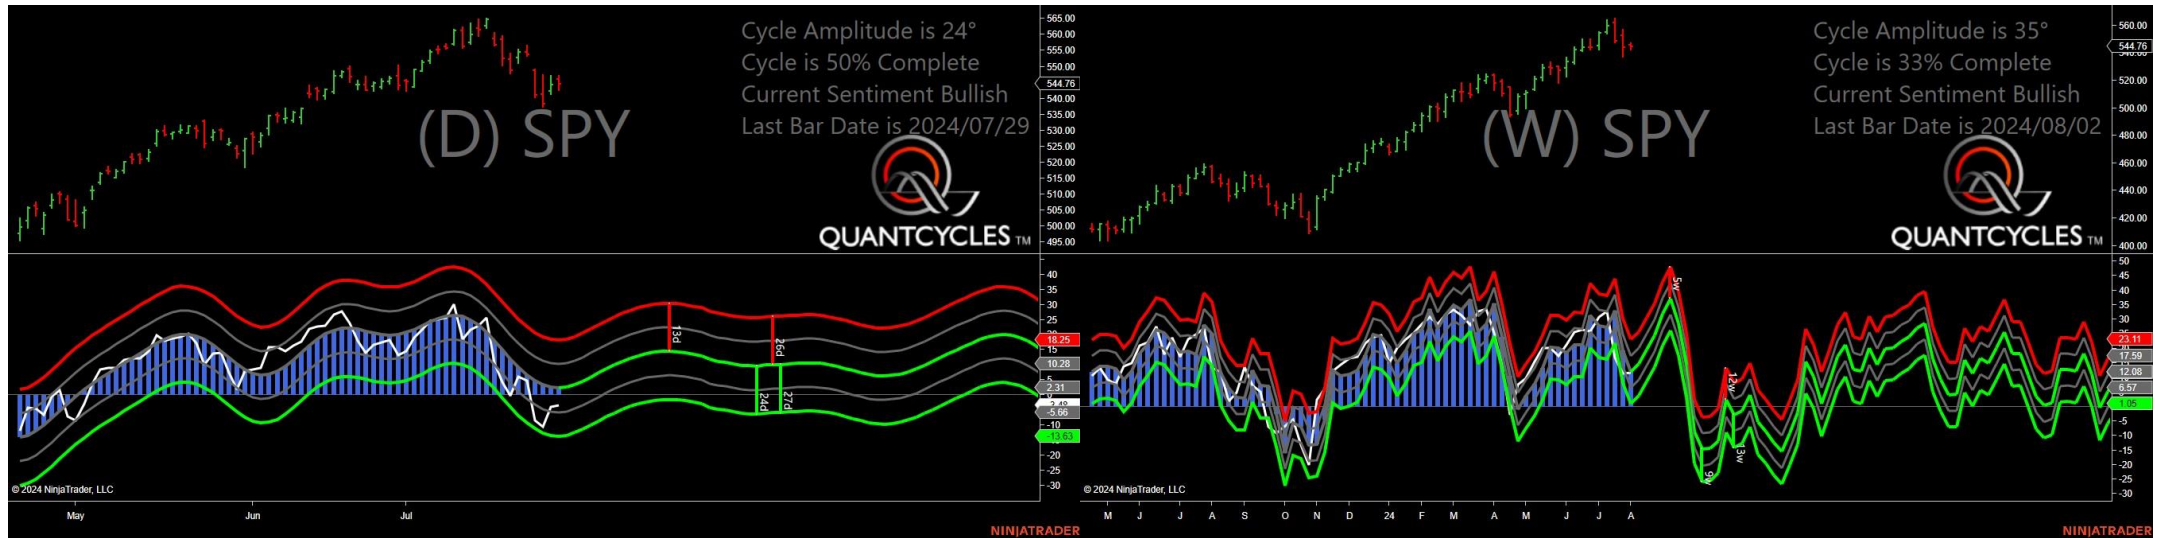 Cycle Amplitude is 24°
Cycle is 50% Complete
Current Sentiment Bullish
Last Bar Date is 2024/07/29
(D) SPY
QUANTCYCLES TM
565.00
560.00
555.00
550.00
544.76
540.00
535.00
530.00
525.00
520.00
515.00
510.00
505.00
500.00
495.00
13d
26d
24d
27d
40
35
30
25
18.25
15
10.28
2.31
-5.66
-10
-13.63
-20
-25
-30
© 2024 NinjaTrader, LLC
May
Jun
Jul
NINJATRADER
Cycle Amplitude is 35°
Cycle is 33% Complete
Current Sentiment Bullish
Last Bar Date is 2024/08/02
(W) SPY
QUANTCYCLES TM
560.00
544.76
520.00
500.00
480.00
460.00
440.00
420.00
400.00
5w
12w
9w
13w
50
45
40
35
30
23.11
17.59
12.08
6.57
1.05
-5
-10
-15
-20
-25
-30
© 2024 NinjaTrader, LLC
M J J A S O N D 24 F M A M J J A
NINJATRADER